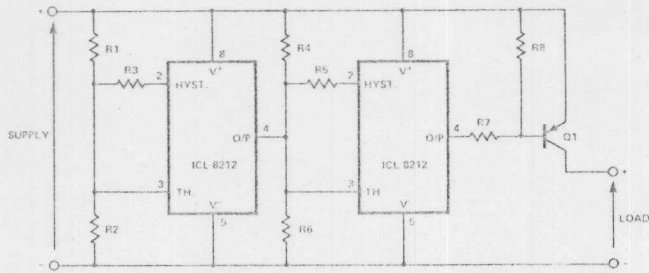 +
R1
R3
2
HYST.
8
V+
O/P
4
ICL 8212
3
TH
V-
5
R2
SUPPLY
-
R4
R5
2
HYST.
8
V+
O/P
4
ICL 8212
3
TH
V-
5
R6
R7
R8
Q1
+
LOAD
-